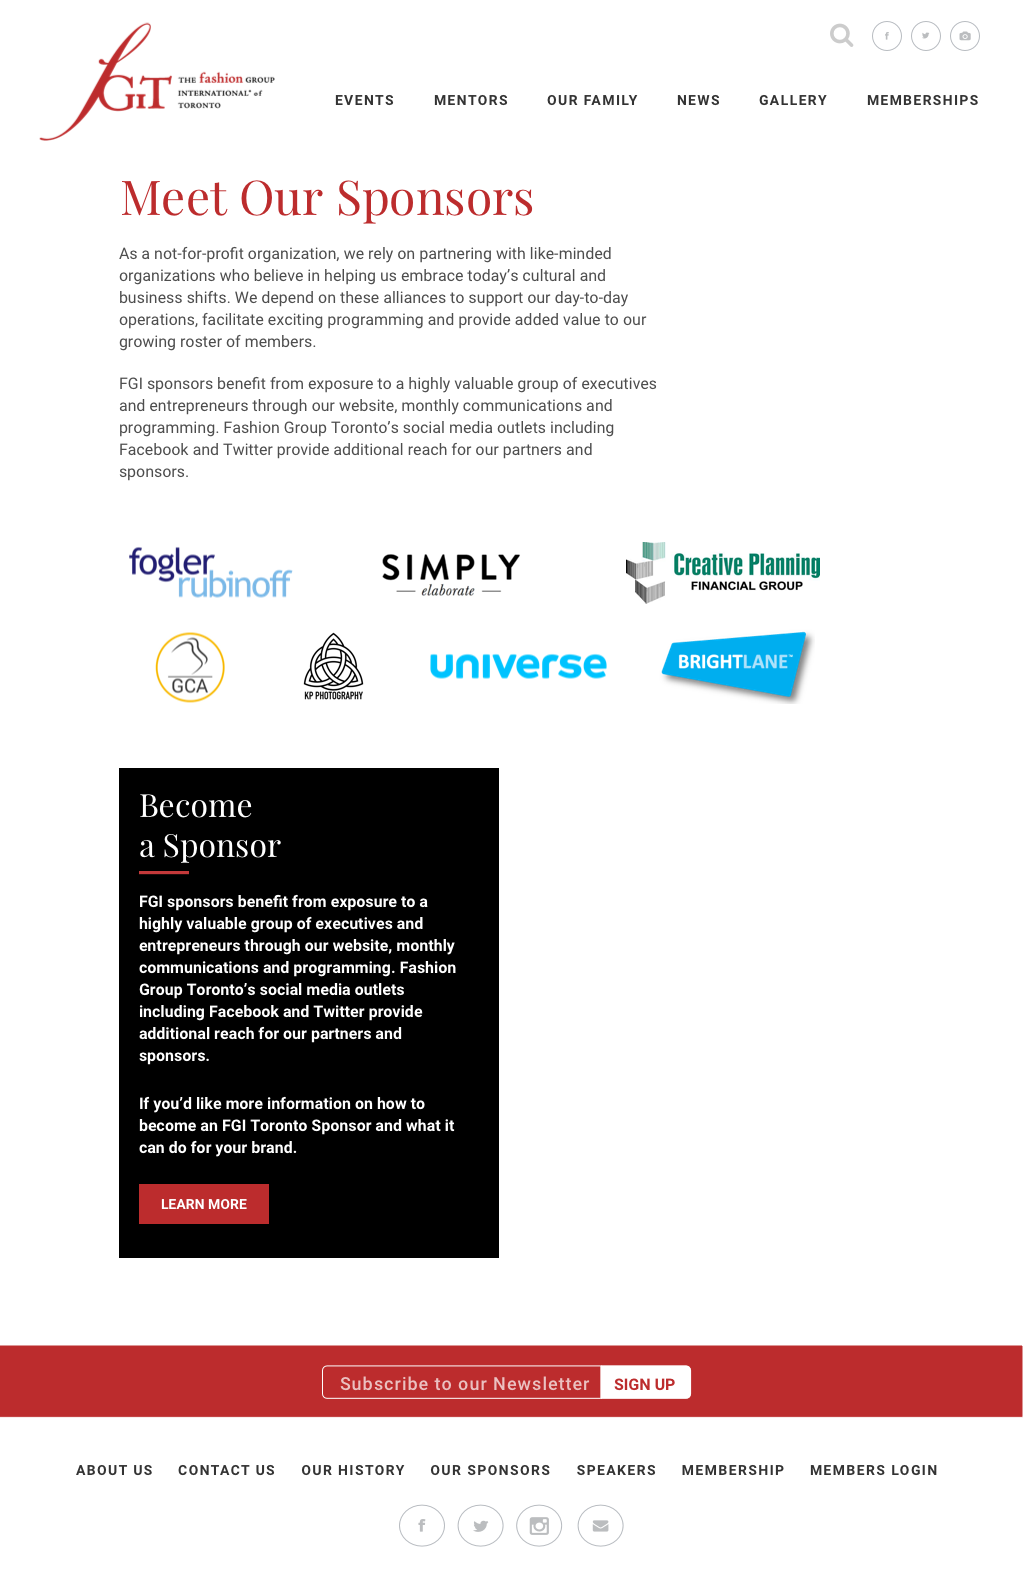 fGIT
THE fashion GROUP
INTERNATIONAL® of
TORONTO
EVENTS MENTORS OUR FAMILY NEWS GALLERY MEMBERSHIPS
Meet Our Sponsors
As a not-for-profit organization, we rely on partnering with like-minded
organizations who believe in helping us embrace today’s cultural and
business shifts. We depend on these alliances to support our day-to-day
operations, facilitate exciting programming and provide added value to our
growing roster of members.
FGI sponsors benefit from exposure to a highly valuable group of executives
and entrepreneurs through our website, monthly communications and
programming. Fashion Group Toronto’s social media outlets including
Facebook and Twitter provide additional reach for our partners and
sponsors.
fogler
rubinoff
SIMPLY
elaborate
Creative Planning
FINANCIAL GROUP
GCA
KP PHOTOGRAPHY
universe
BRIGHTLANE™
Become
a Sponsor
FGI sponsors benefit from exposure to a
highly valuable group of executives and
entrepreneurs through our website, monthly
communications and programming. Fashion
Group Toronto’s social media outlets
including Facebook and Twitter provide
additional reach for our partners and
sponsors.
If you’d like more information on how to
become an FGI Toronto Sponsor and what it
can do for your brand.
LEARN MORE
Subscribe to our Newsletter SIGN UP
ABOUT US CONTACT US OUR HISTORY OUR SPONSORS SPEAKERS MEMBERSHIP MEMBERS LOGIN